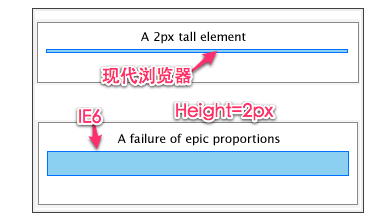 A 2px tall element
现代浏览器
Height=2px
IE6
A failure of epic proportions